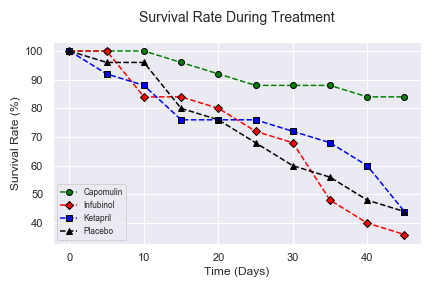 Survival Rate During Treatment
100
90
80
70
60
50
40
Survival Rate (%)
Capomulin
Infubinol
Ketapril
Placebo
0 10 20 30 40
Time (Days)